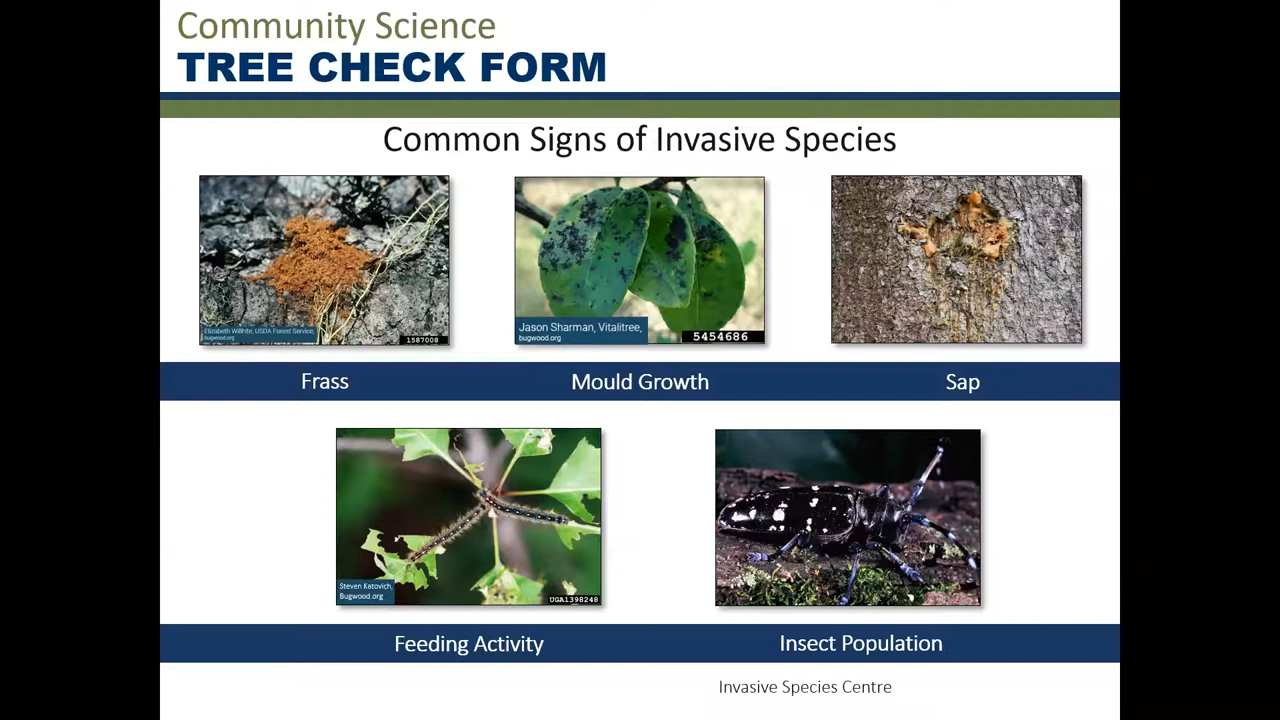 Community Science
TREE CHECK FORM
Common Signs of Invasive Species
Elizabeth Willhite, USDA Forest Service,
bugwood.org
1587008
Jason Sharman, Vitalitree,
bugwood.org
5454686
Frass
Mould Growth
Sap
Steven Katovich,
Bugwood.org
UGA1398248
Feeding Activity
Insect Population
Invasive Species Centre